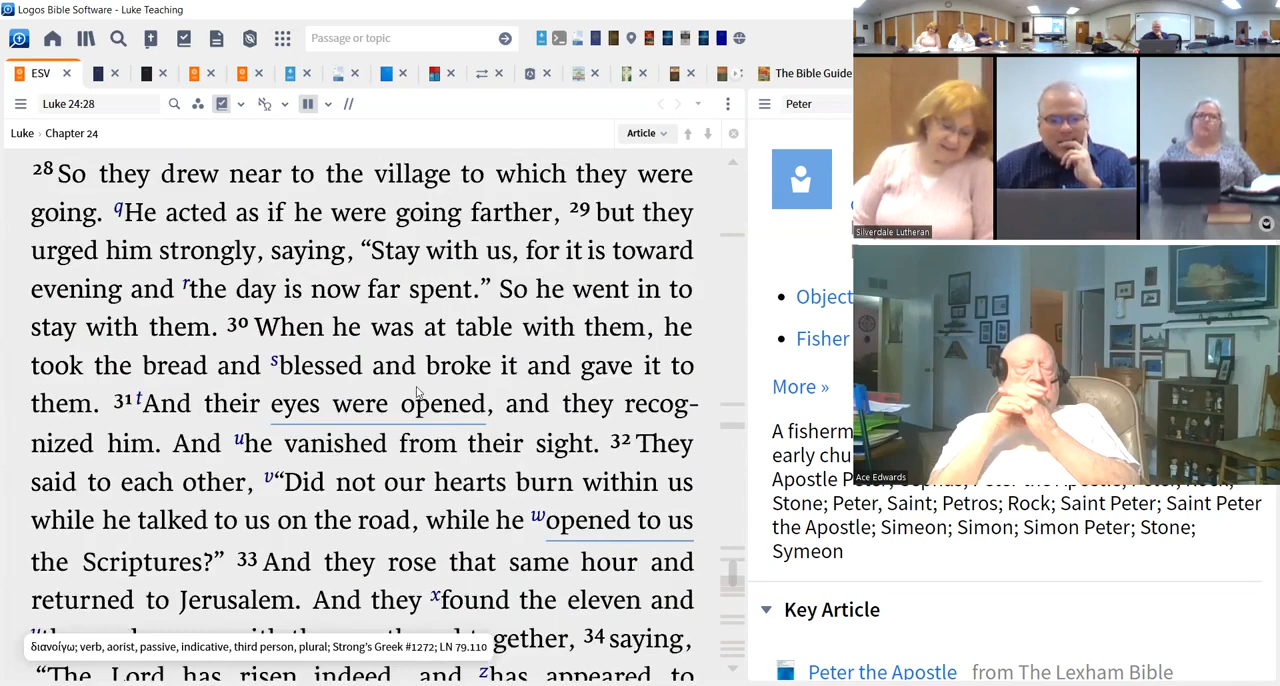 Logos Bible Software - Luke Teaching
Passage or topic
ESV
The Bible Guide
Luke 24:28
Peter
Luke › Chapter 24
Article
28 So they drew near to the village to which they were
going. qHe acted as if he were going farther, 29 but they
urged him strongly, saying, “Stay with us, for it is toward
evening and rthe day is now far spent.” So he went in to
stay with them. 30 When he was at table with them, he
took the bread and sblessed and broke it and gave it to
them. 31 tAnd their eyes were opened, and they recog-
nized him. And uhe vanished from their sight. 32 They
said to each other, v“Did not our hearts burn within us
while he talked to us on the road, while he wopened to us
the Scriptures?” 33 And they rose that same hour and
returned to Jerusalem. And they xfound the eleven and
gether, 34 saying,
“The Lord has risen indeed, and zhas appeared to
διανοίγω; verb, aorist, passive, indicative, third person, plural; Strong’s Greek #1272; LN 79.110
Object
Fisher
More »
A fisherm
early chu
Apostle
Stone; Peter, Saint; Petros; Rock; Saint Peter
the Apostle; Simeon; Simon; Simon Peter; Stone;
Symeon
Key Article
Peter the Apostle from The Lexham Bible
Silverdale Lutheran
Ace Edwards